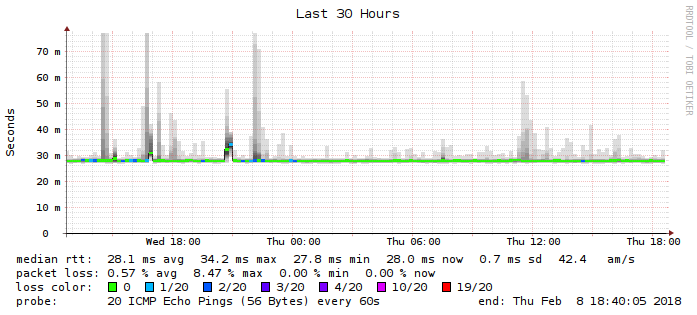 Last 30 Hours
RRDTOOL / TOBI OETIKER
Seconds
70 m
60 m
50 m
40 m
30 m
20 m
10 m
0
Wed 18:00 Thu 00:00 Thu 06:00 Thu 12:00 Thu 18:00
median rtt: 28.1 ms avg 34.2 ms max 27.8 ms min 28.0 ms now 0.7 ms sd 42.4 am/s
packet loss: 0.57 % avg 8.47 % max 0.00 % min 0.00 % now
loss color: 0 1/20 2/20 3/20 4/20 10/20 19/20
probe: 20 ICMP Echo Pings (56 Bytes) every 60s end: Thu Feb 8 18:40:05 2018